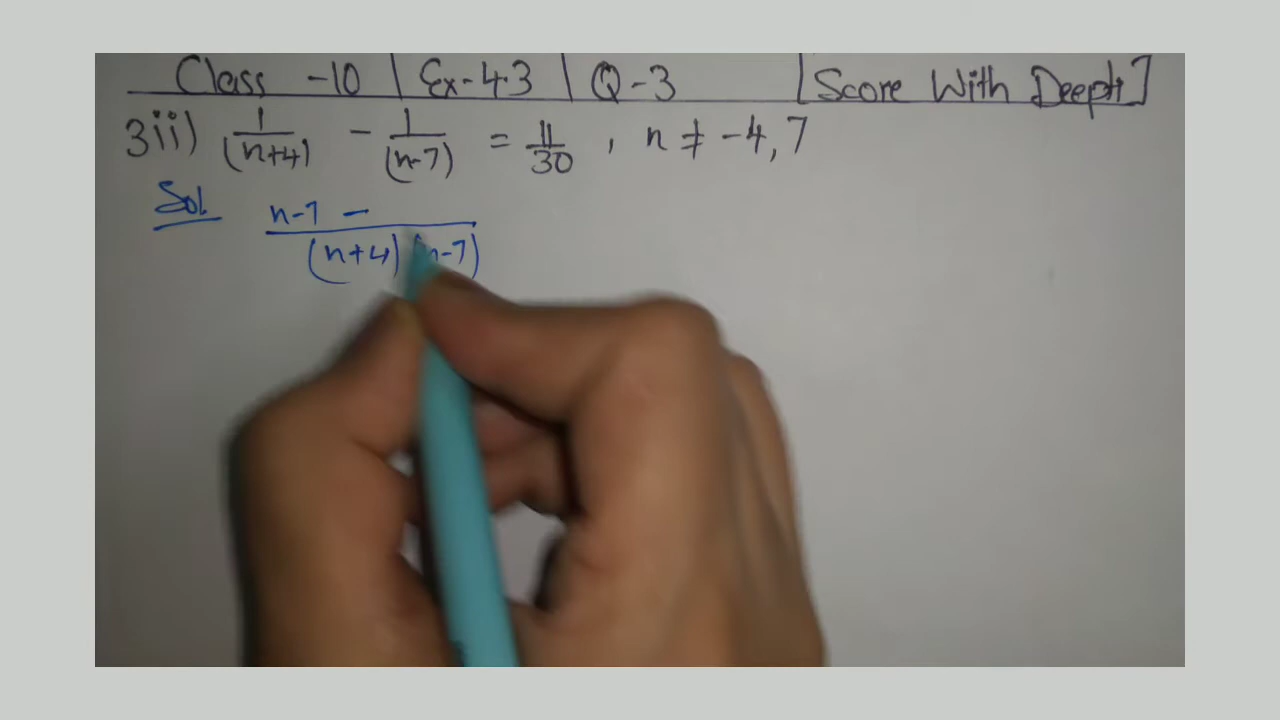 Class -10 | Ex-4.3 | Q-3 [Score With Deepti]
3ii) 1/(n+4) - 1/(n-7) = 11/30 , n ≠ -4, 7
Sol n-7 -
(n+4) (n-7)